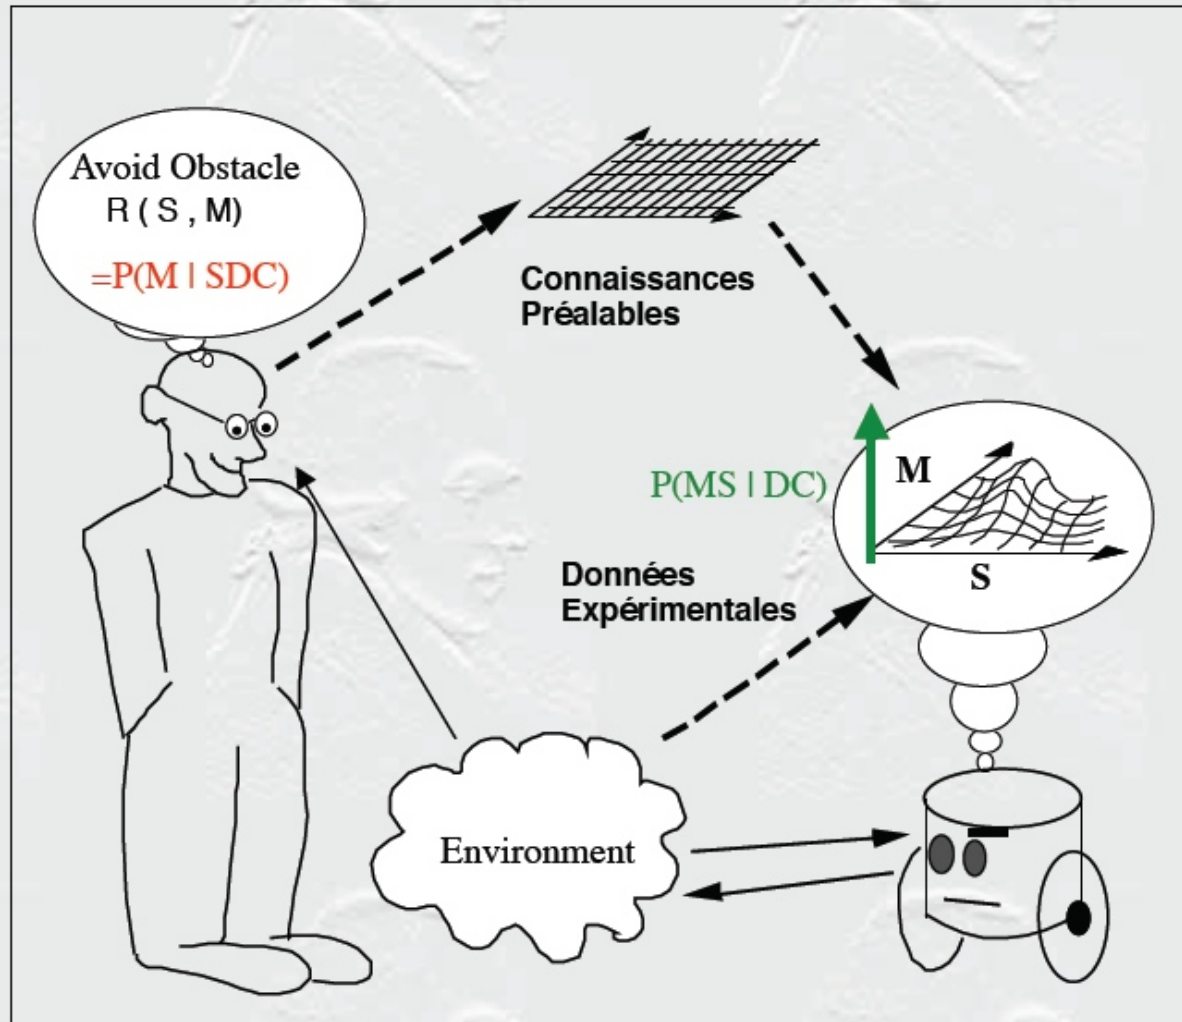 Avoid Obstacle
R ( S , M)
=P(M | SDC)
Connaissances
Préalables
P(MS | DC)
M
S
Données
Expérimentales
Environment